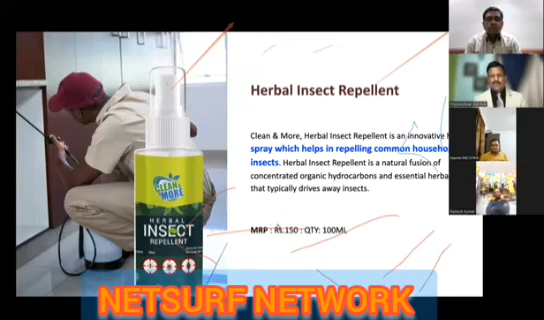 Herbal Insect Repellent
Clean & More, Herbal Insect Repellent is an innovative
spray which helps in repelling common househo
insects. Herbal Insect Repellent is a natural fusion of
concentrated organic hydrocarbons and essential herba
that typically drives away insects.
MRP : Rs.150 : QTY: 100ML
CLEAN &
MORE
HERBAL
INSECT
REPELLENT
NETSURF NETWORK